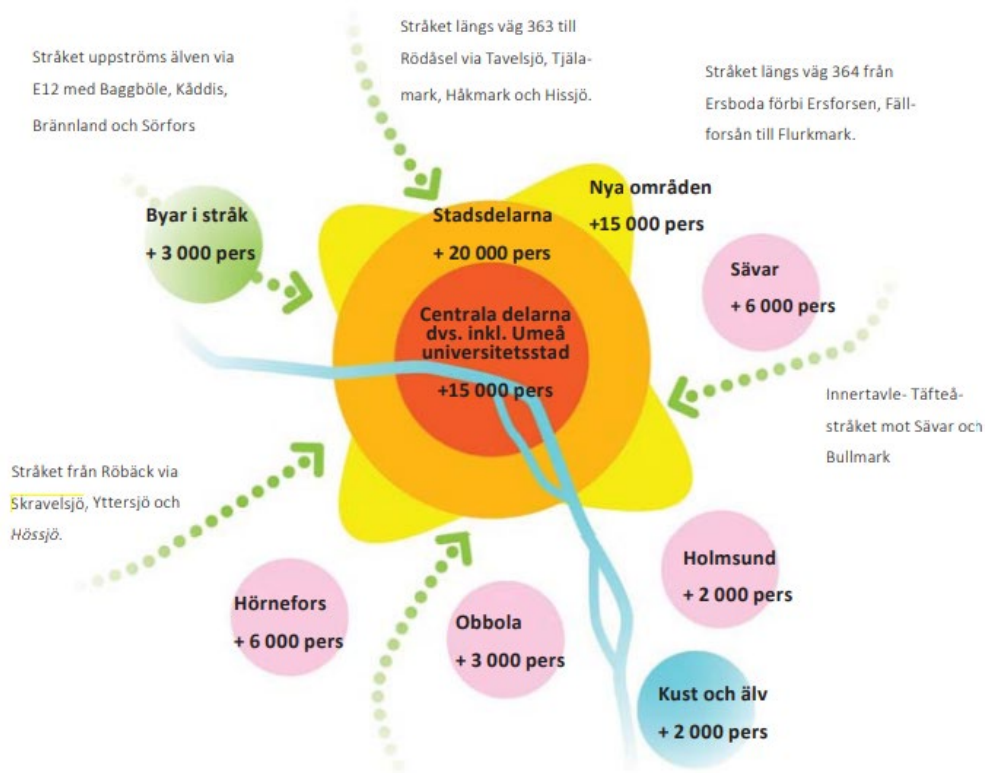 Stråket längs väg 363 till
Rödåsel via Tavelsjö, Tjäla-
mark, Håkmark och Hissjö.
Stråket uppströms älven via
E12 med Baggböle, Kåddis,
Brännland och Sörfors
Stråket längs väg 364 från
Ersboda förbi Ersforsen, Fäll-
forsån till Flurkmark.
Byar i stråk
+ 3 000 pers
Stadsdelarna
+ 20 000 pers
Nya områden
+15 000 pers
Sävar
+ 6 000 pers
Centrala delarna
dvs. inkl. Umeå
universitetsstad
+15 000 pers
Innertavle- Täfteå-
stråket mot Sävar och
Bullmark
Stråket från Röbäck via
Skravelsjö, Yttersjö och
Hössjö.
Hörnefors
+ 6 000 pers
Obbola
+ 3 000 pers
Holmsund
+ 2 000 pers
Kust och älv
+ 2 000 pers